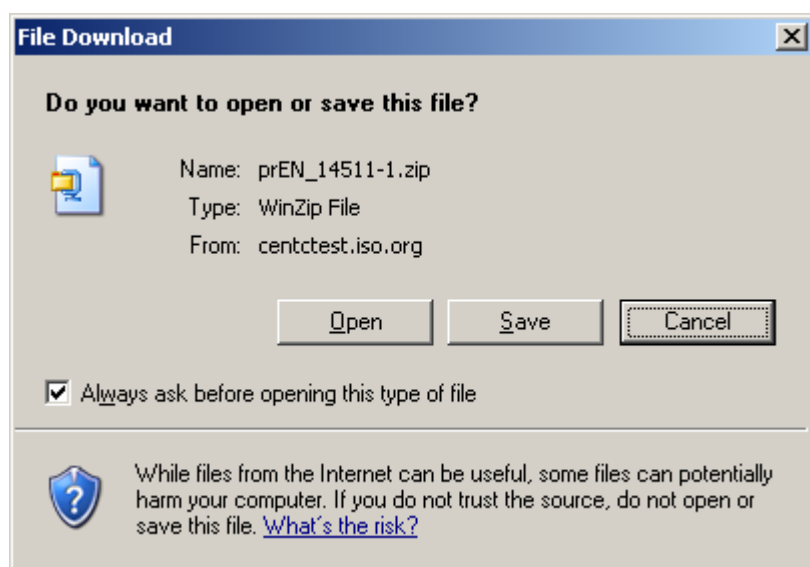 File Download
Do you want to open or save this file?
Name: prEN_14511-1.zip
Type: WinZip File
From: centctest.iso.org
Open Save Cancel
Always ask before opening this type of file
While files from the Internet can be useful, some files can potentially
harm your computer. If you do not trust the source, do not open or
save this file. What's the risk?